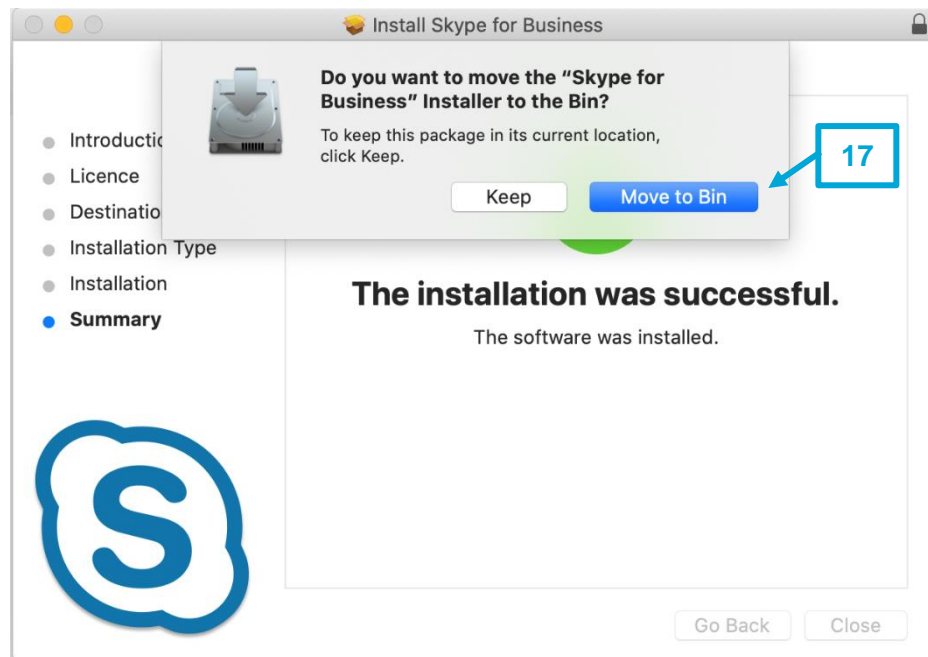 Install Skype for Business
Do you want to move the “Skype for
Business” Installer to the Bin?
To keep this package in its current location,
click Keep.
Keep
Move to Bin
17
Introductio
Licence
Destinatio
Installation Type
Installation
Summary
The installation was successful.
The software was installed.
S
Go Back
Close